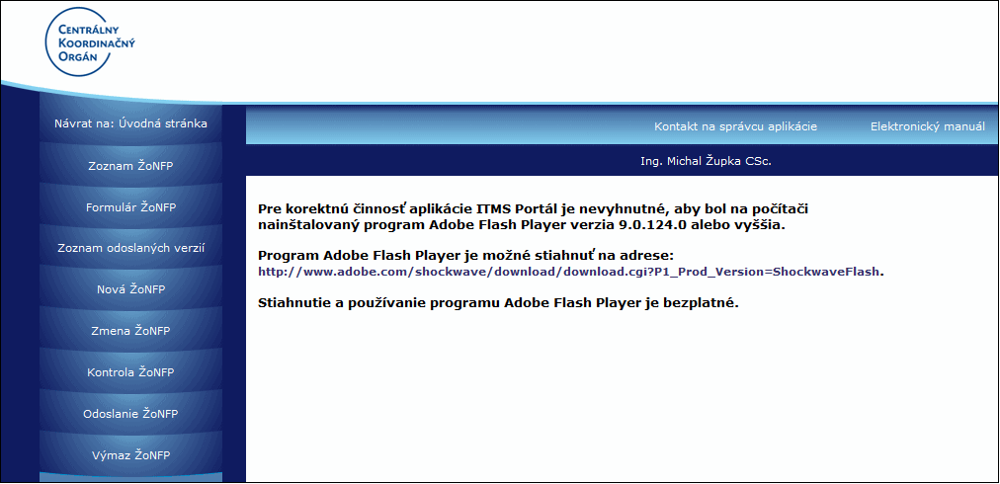 Centrálny
Koordinačný
Orgán
Návrat na: Úvodná stránka
Zoznam ŽoNFP
Formulár ŽoNFP
Zoznam odoslaných verzií
Nová ŽoNFP
Zmena ŽoNFP
Kontrola ŽoNFP
Odoslanie ŽoNFP
Výmaz ŽoNFP
Kontakt na správcu aplikácie
Elektronický manuál
Ing. Michal Župka CSc.
Pre korektnú činnosť aplikácie ITMS Portál je nevyhnutné, aby bol na počítači
nainštalovaný program Adobe Flash Player verzia 9.0.124.0 alebo vyššia.
Program Adobe Flash Player je možné stiahnuť na adrese:
http://www.adobe.com/shockwave/download/download.cgi?P1_Prod_Version=ShockwaveFlash.
Stiahnutie a používanie programu Adobe Flash Player je bezplatné.